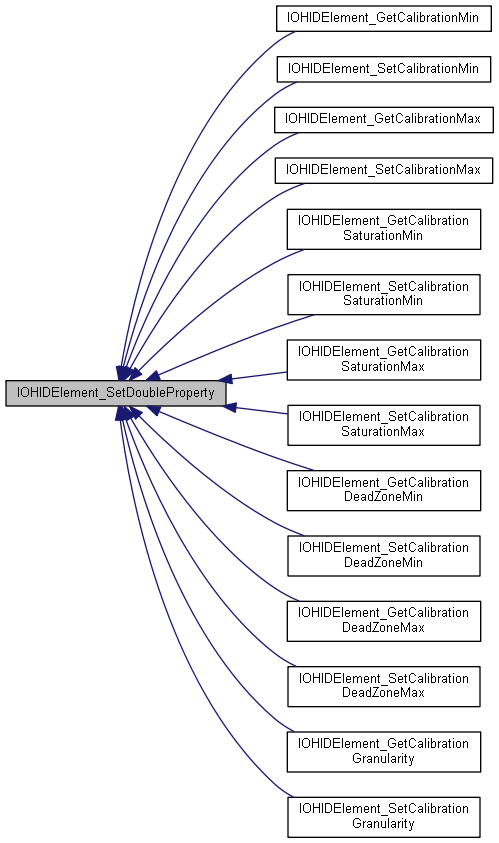 IOHIDElement_GetCalibrationMin
IOHIDElement_SetCalibrationMin
IOHIDElement_GetCalibrationMax
IOHIDElement_SetCalibrationMax
IOHIDElement_GetCalibration
SaturationMin
IOHIDElement_SetCalibration
SaturationMin
IOHIDElement_GetCalibration
SaturationMax
IOHIDElement_SetDoubleProperty
IOHIDElement_SetCalibration
SaturationMax
IOHIDElement_GetCalibration
DeadZoneMin
IOHIDElement_SetCalibration
DeadZoneMin
IOHIDElement_GetCalibration
DeadZoneMax
IOHIDElement_SetCalibration
DeadZoneMax
IOHIDElement_GetCalibration
Granularity
IOHIDElement_SetCalibration
Granularity